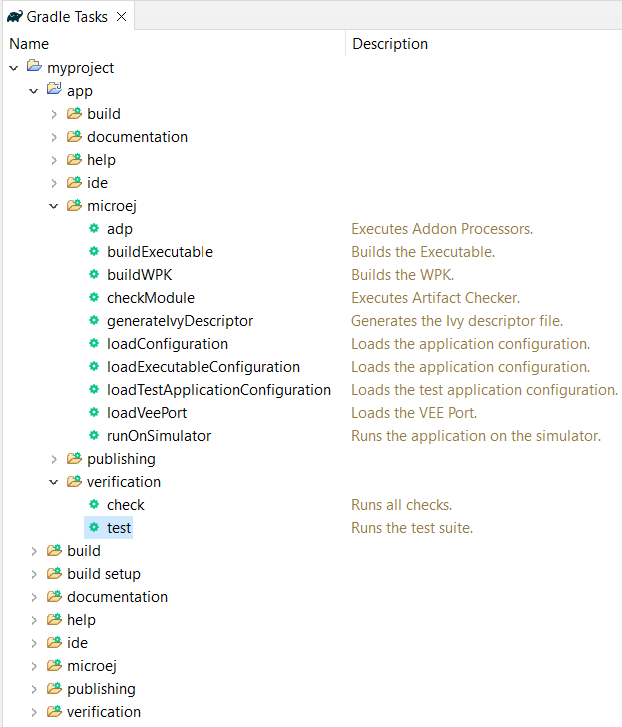 Gradle Tasks
Name Description
myproject
app
build
documentation
help
ide
microej
adp Executes Addon Processors.
buildExecutable Builds the Executable.
buildWPK Builds the WPK.
checkModule Executes Artifact Checker.
generateIvyDescriptor Generates the Ivy descriptor file.
loadConfiguration Loads the application configuration.
loadExecutableConfiguration Loads the application configuration.
loadTestApplicationConfiguration Loads the test application configuration.
loadVeePort Loads the VEE Port.
runOnSimulator Runs the application on the simulator.
publishing
verification
check Runs all checks.
test Runs the test suite.
build
build setup
documentation
help
ide
microej
publishing
verification